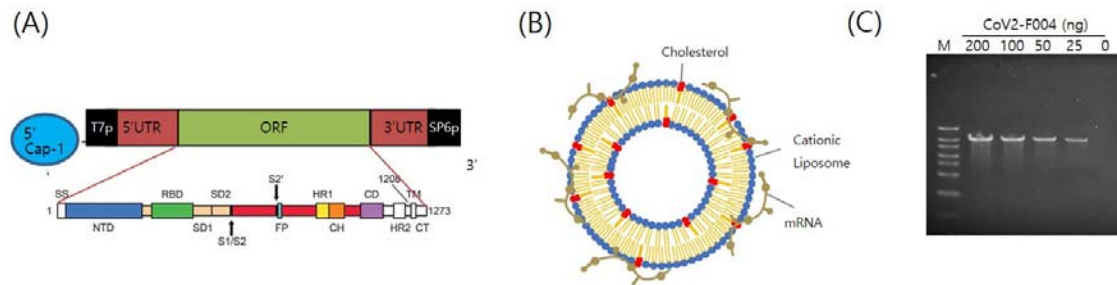 (A)
5'
Cap-1
T7p
5'UTR
ORF
3'UTR
SP6p
3'
S2'
1208
SS
RBD
SD2
HR1
CD
TM
1
1273
NTD
SD1
FP
CH
HR2
CT
S1/S2
(B)
Cholesterol
Cationic
Liposome
mRNA
(C)
CoV2-F004 (ng)
M 200 100 50 25 0